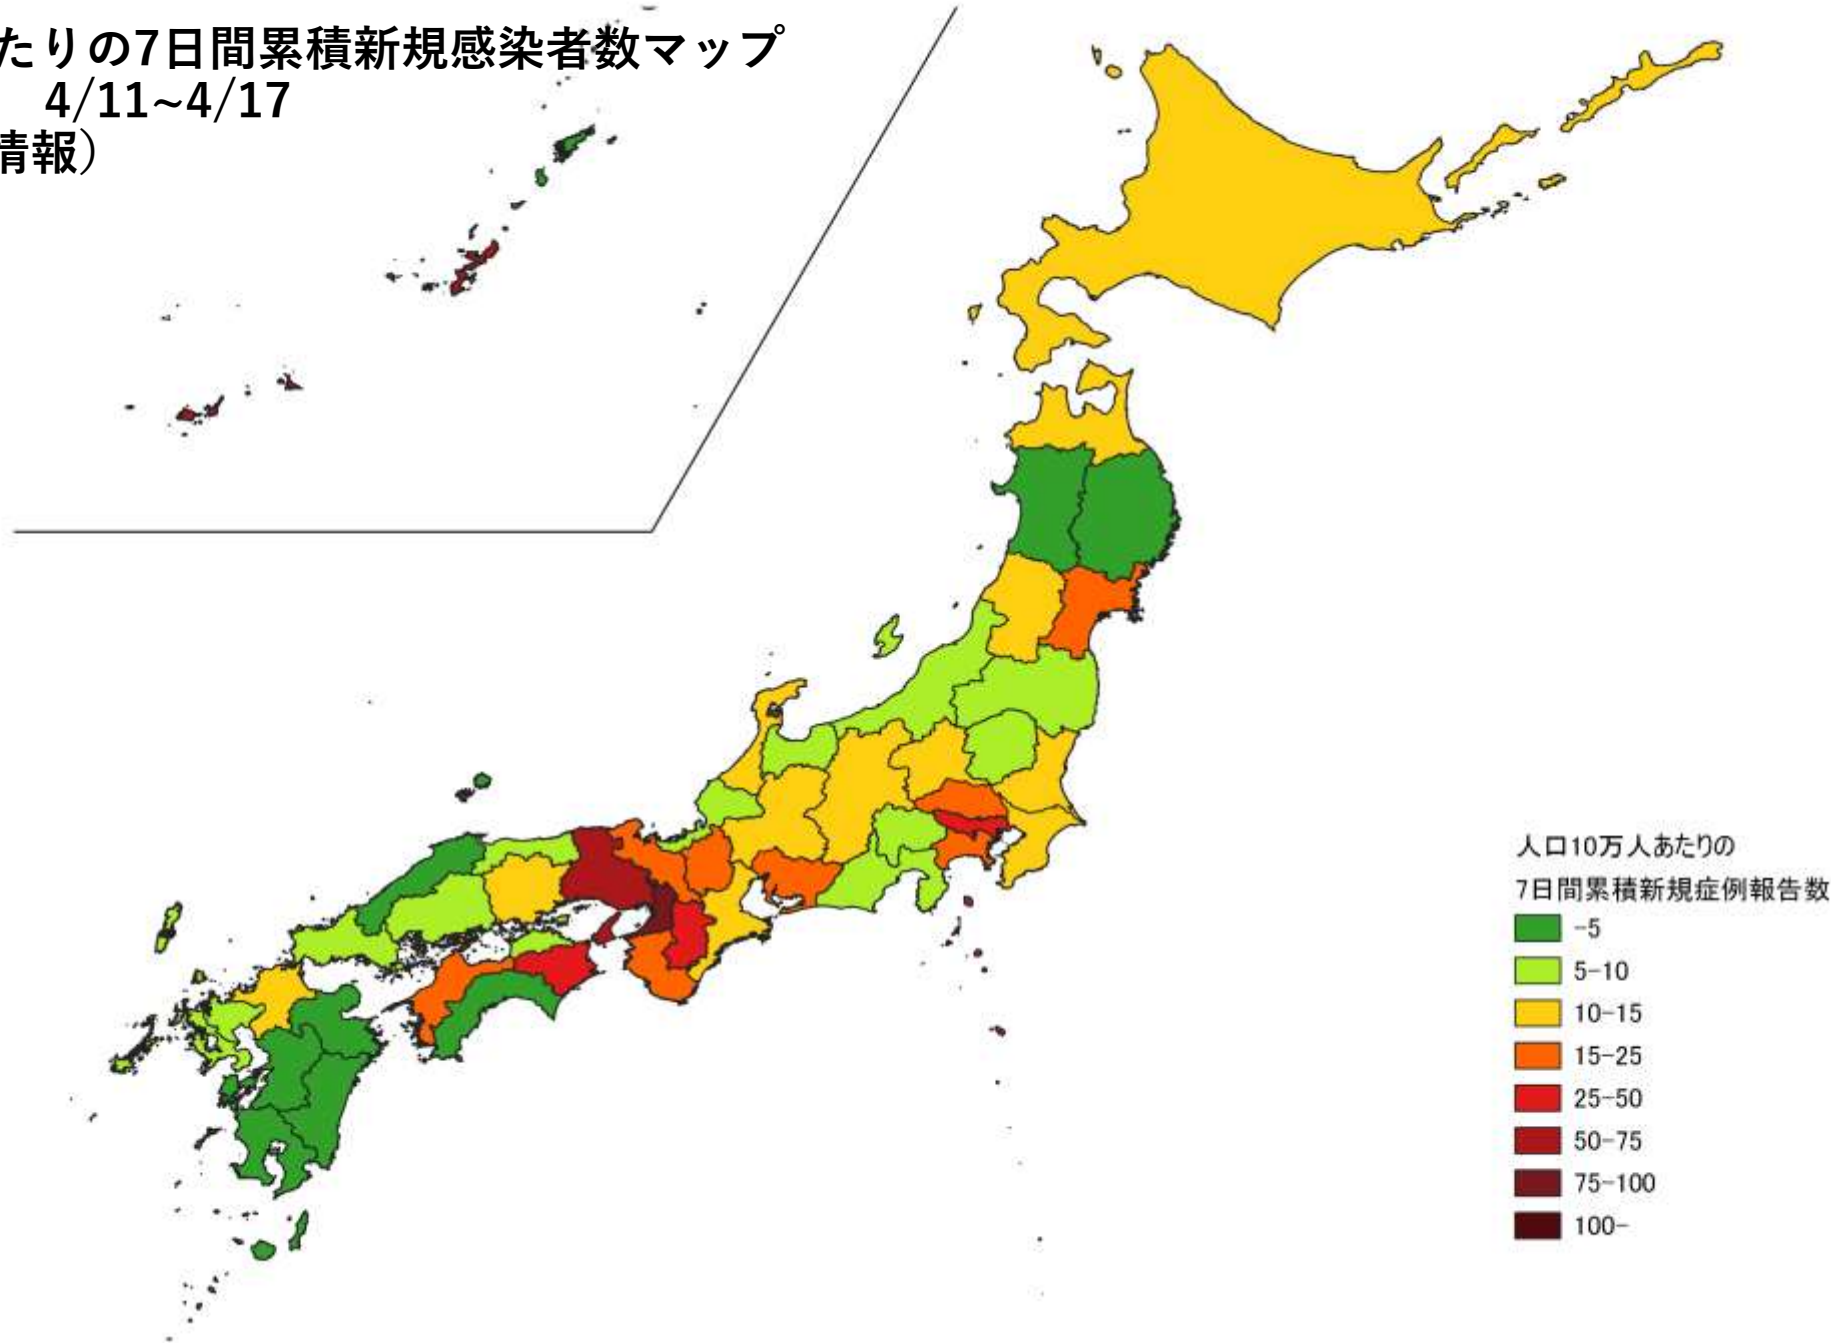 たりの7日間累積新規感染者数マップ
4/11~4/17
情報）
人口10万人あたりの
7日間累積新規症例報告数
-5
5-10
10-15
15-25
25-50
50-75
75-100
100-